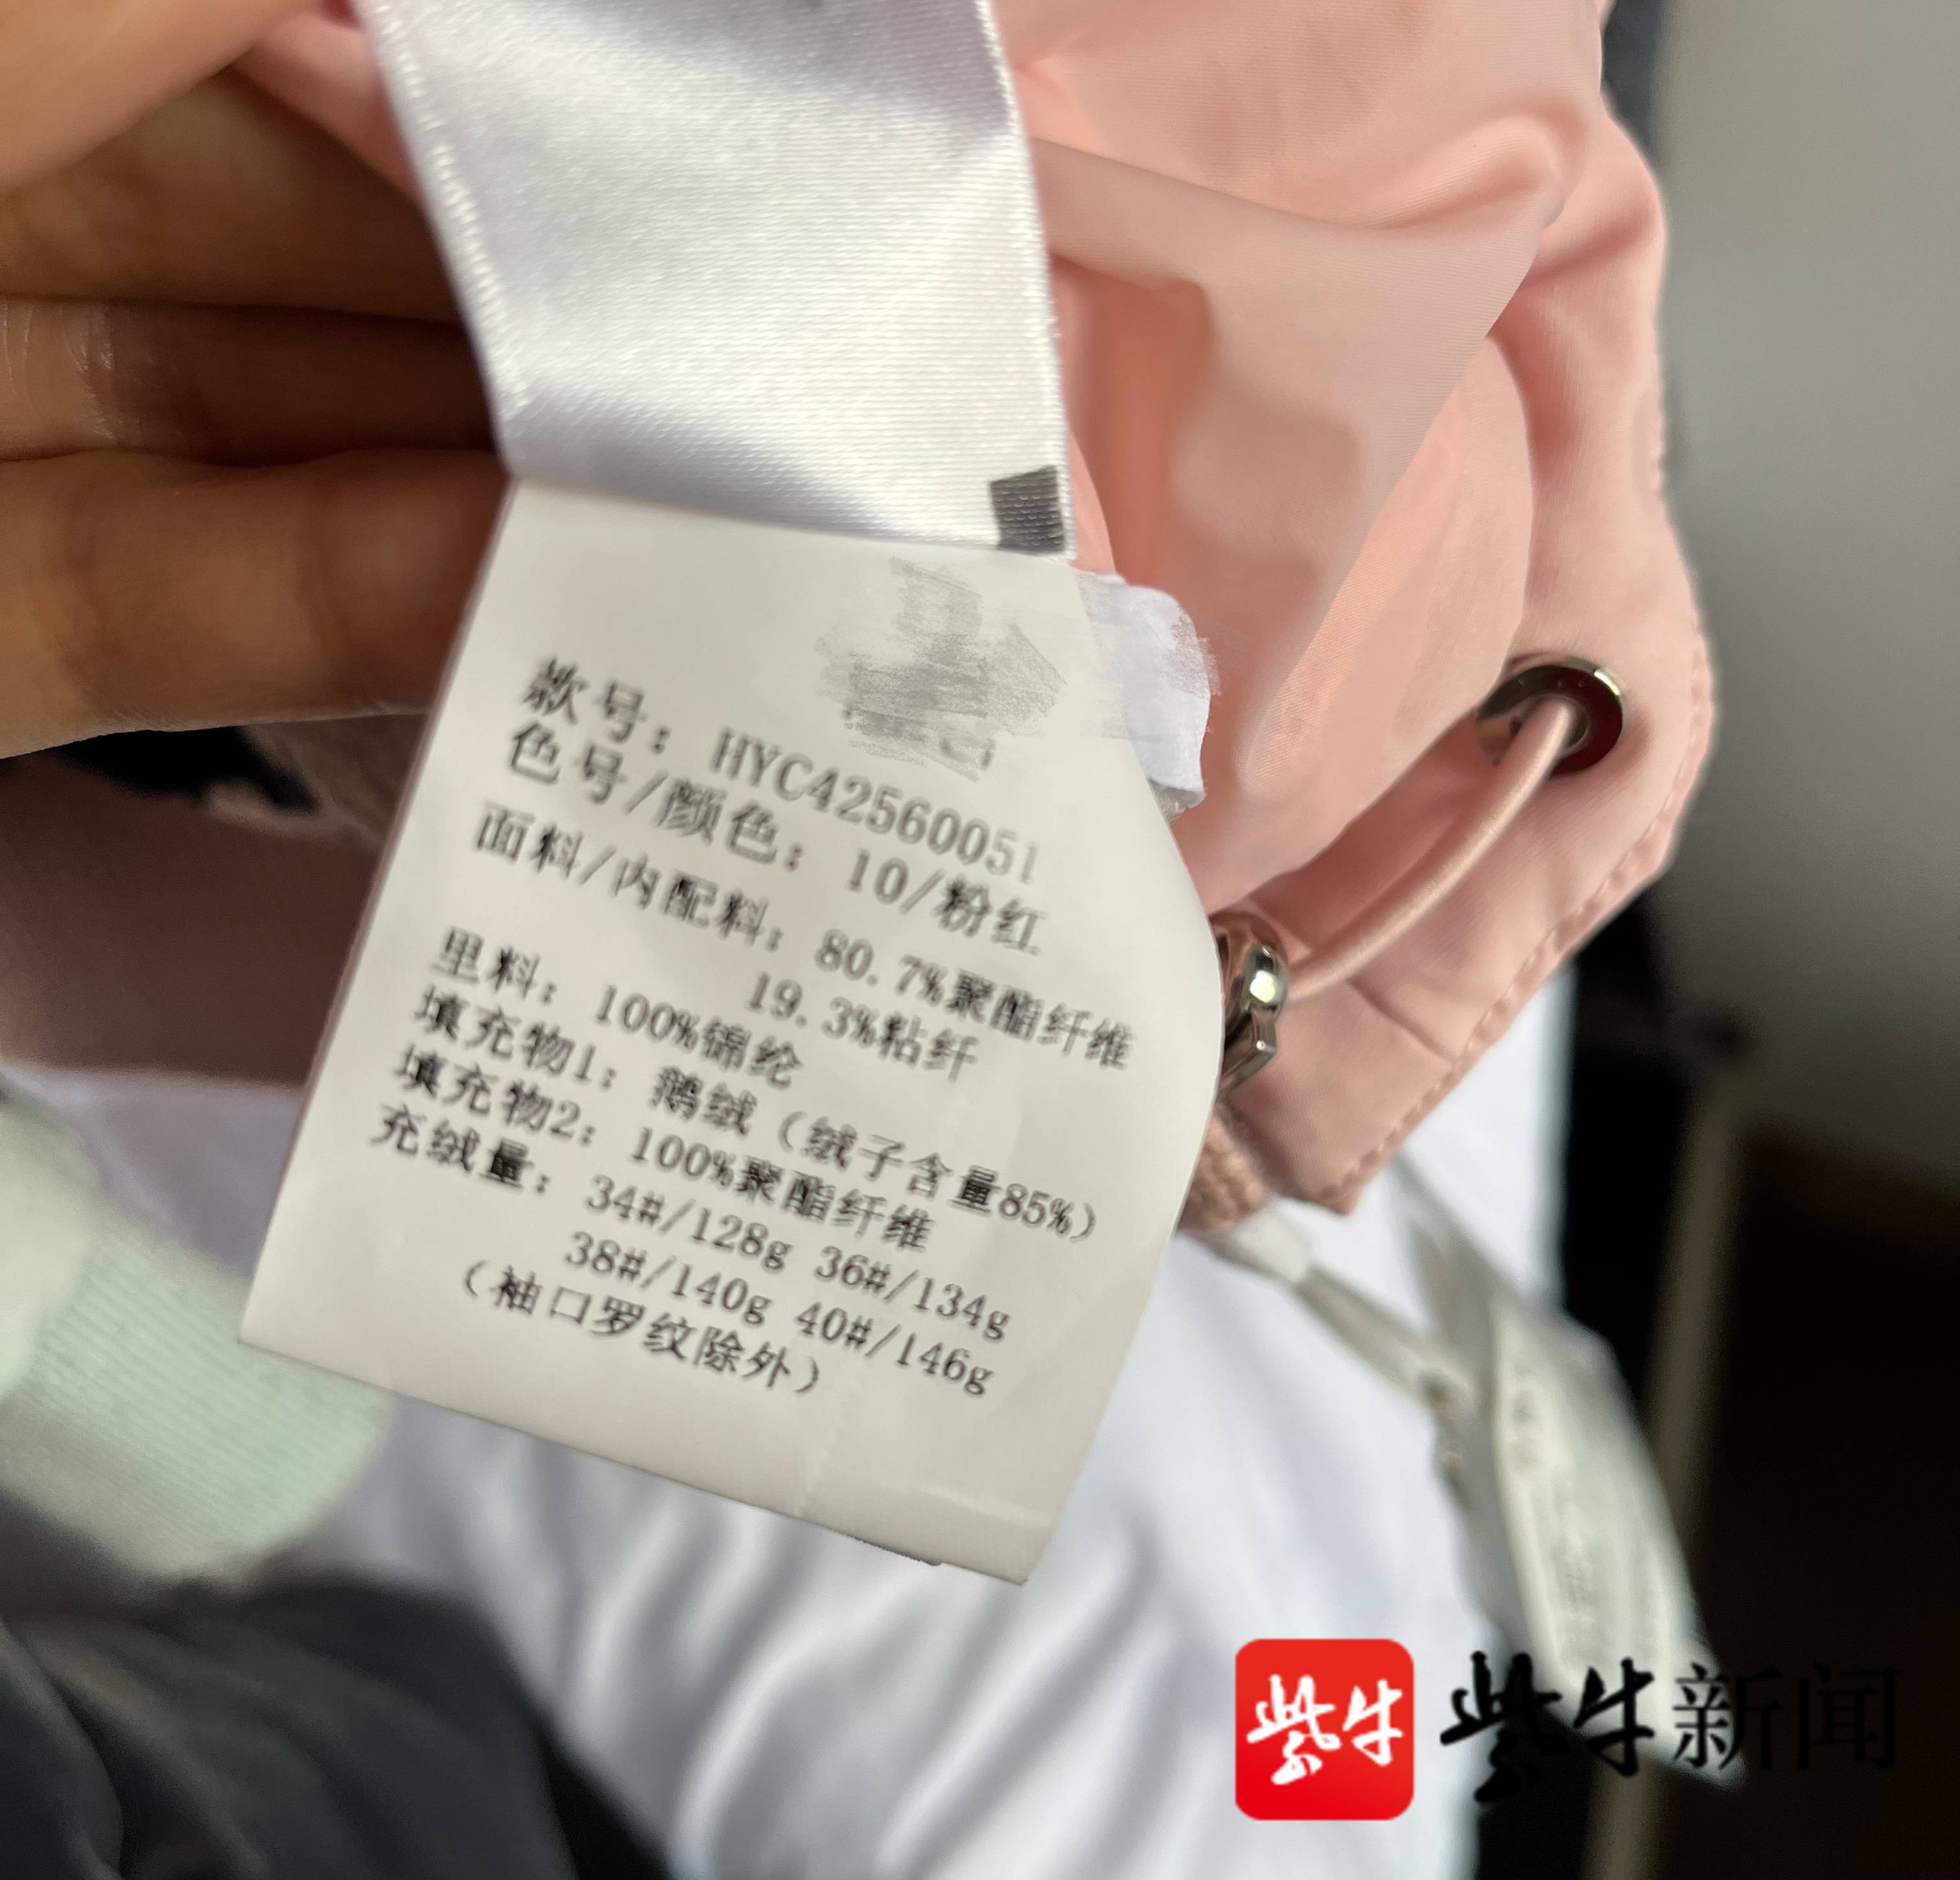 款号：HYC42560051
色号/颜色：10/粉红
面料/内配料：80.7%聚酯纤维
19.3%粘纤
里料：100%锦纶
填充物1：鹅绒（绒子含量85%）
填充物2：100%聚酯纤维
充绒量：34#/128g 36#/134g
38#/140g 40#/146g
（袖口罗纹除外）
紫牛 紫牛新闻